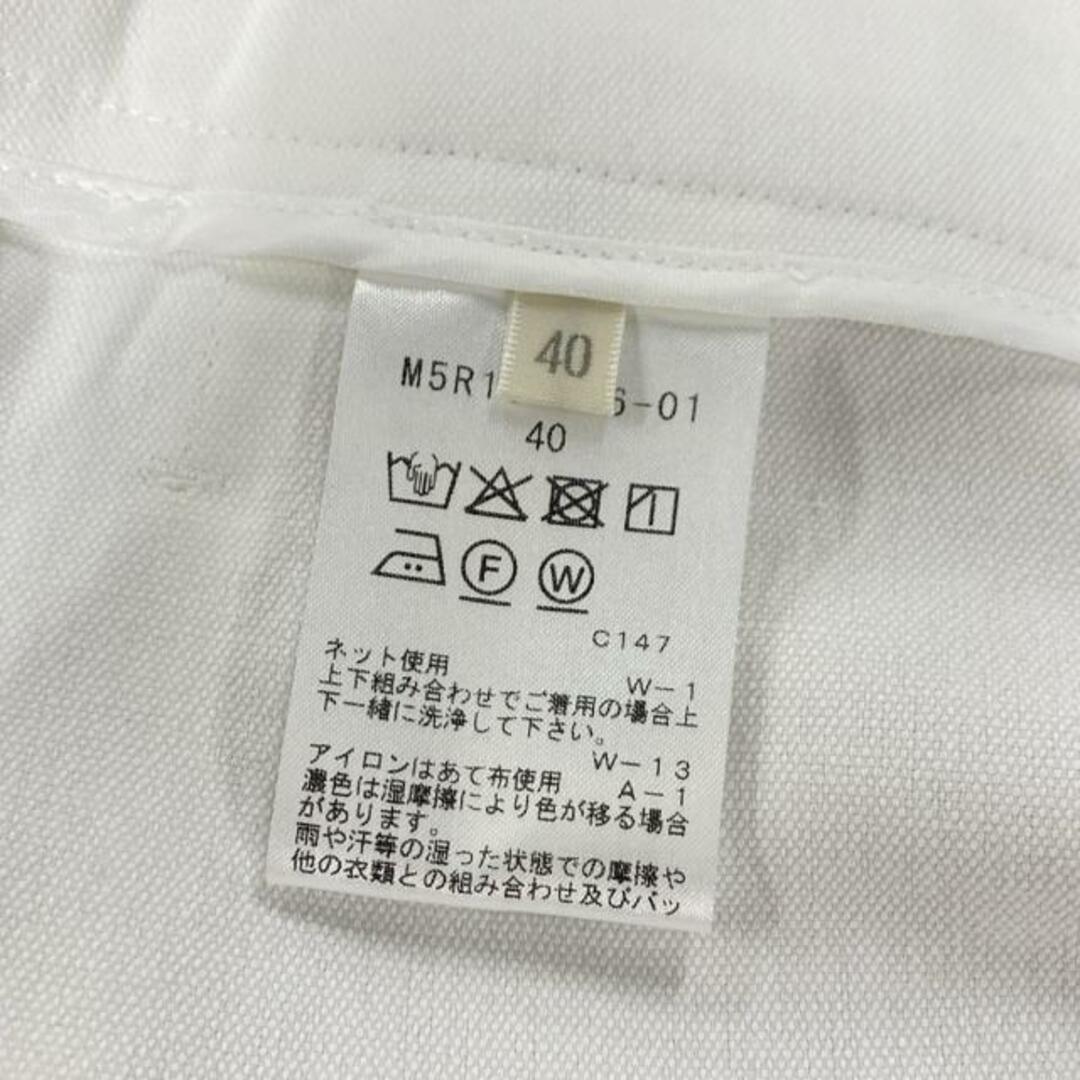 40
M5R1 6-01
40
F W
C147
ネット使用 W-1
上下組み合わせでご着用の場合上
下一緒に洗浄して下さい。
W-13
アイロンはあて布使用 A-1
濃色は湿摩擦により色が移る場合
があります。
雨や汗等の湿った状態での摩擦や
他の衣類との組み合わせ及びバッ